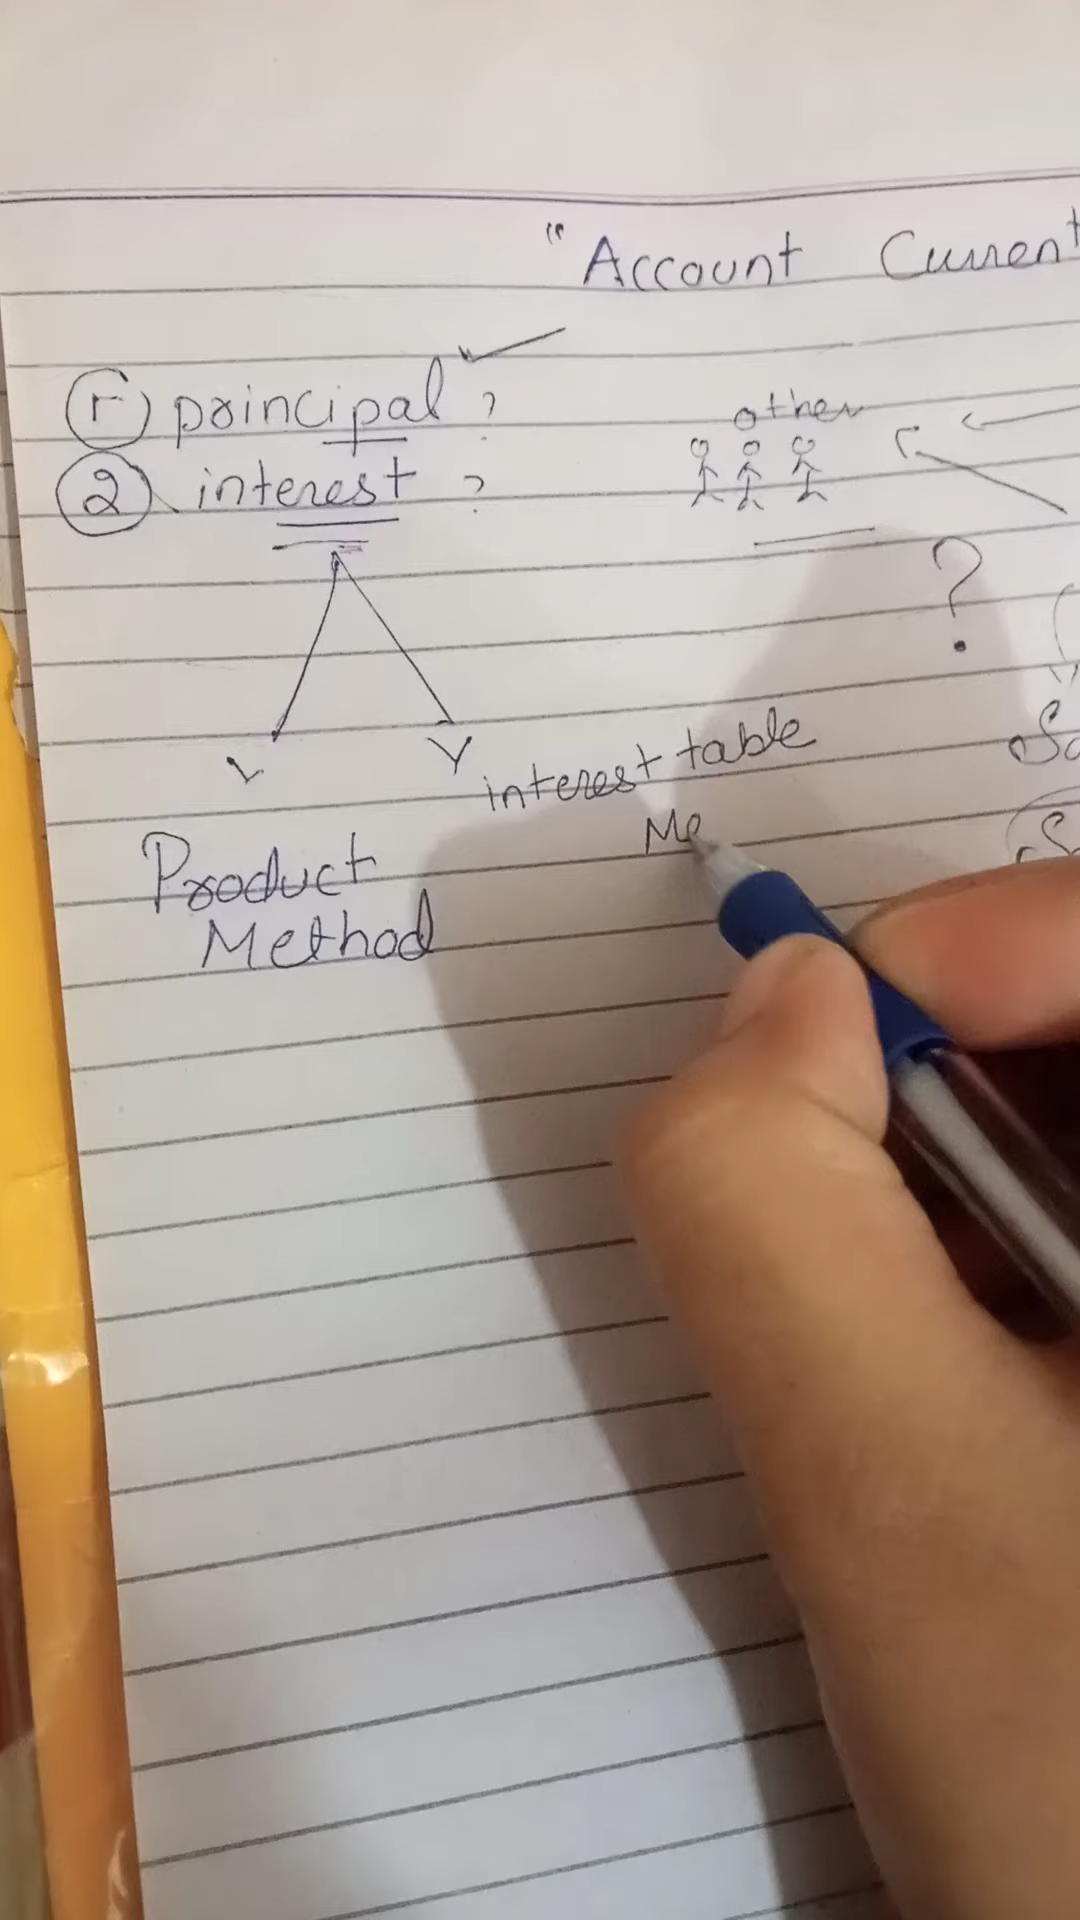 " Account Current
1 principal ?
other
2 interest ?
?
interest table
Me
Product
Method